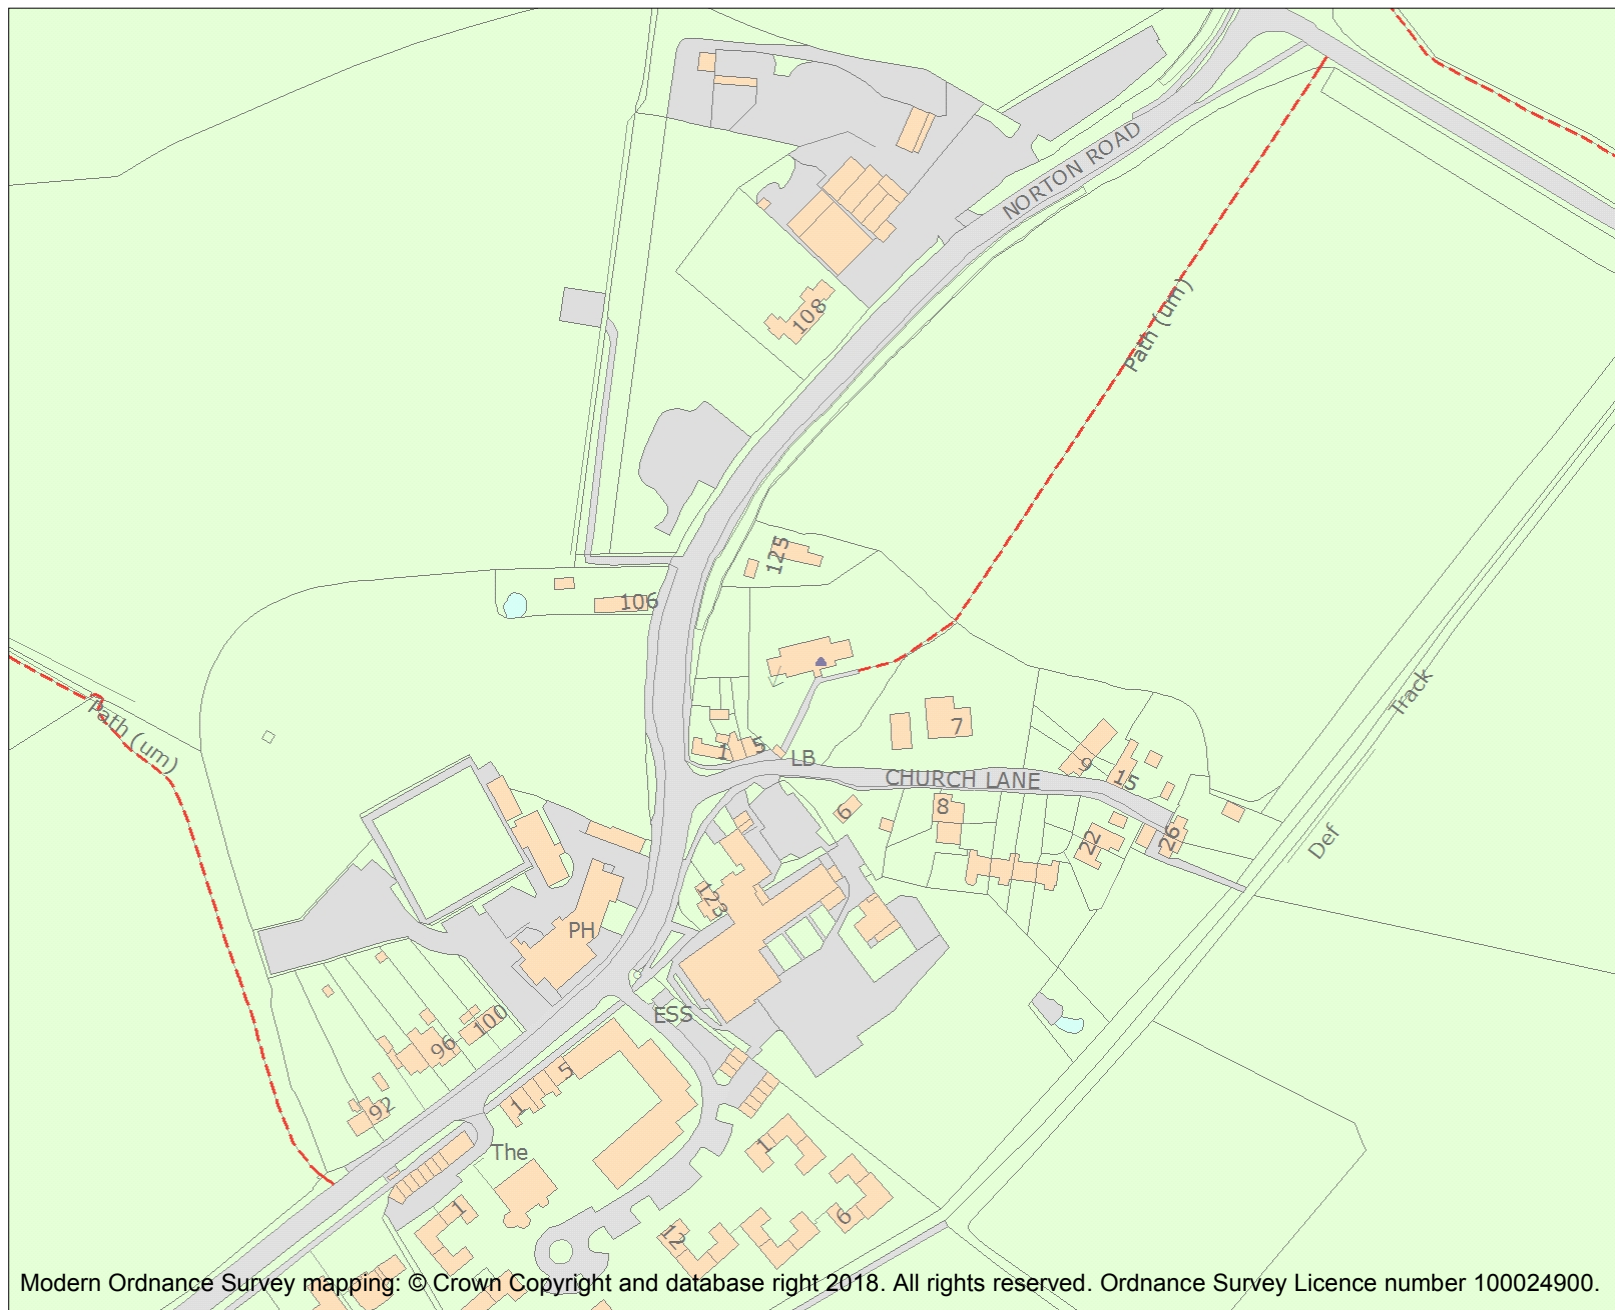 NORTON ROAD
108
Path (um)
125
106
Track
path (um)
7
1
5
LB
CHURCH LANE
9
15
6
8
22
26
Def
123
PH
ESS
100
96
92
5
1
The
1
1
6
12
Modern Ordnance Survey mapping: © Crown Copyright and database right 2018. All rights reserved. Ordnance Survey Licence number 100024900.